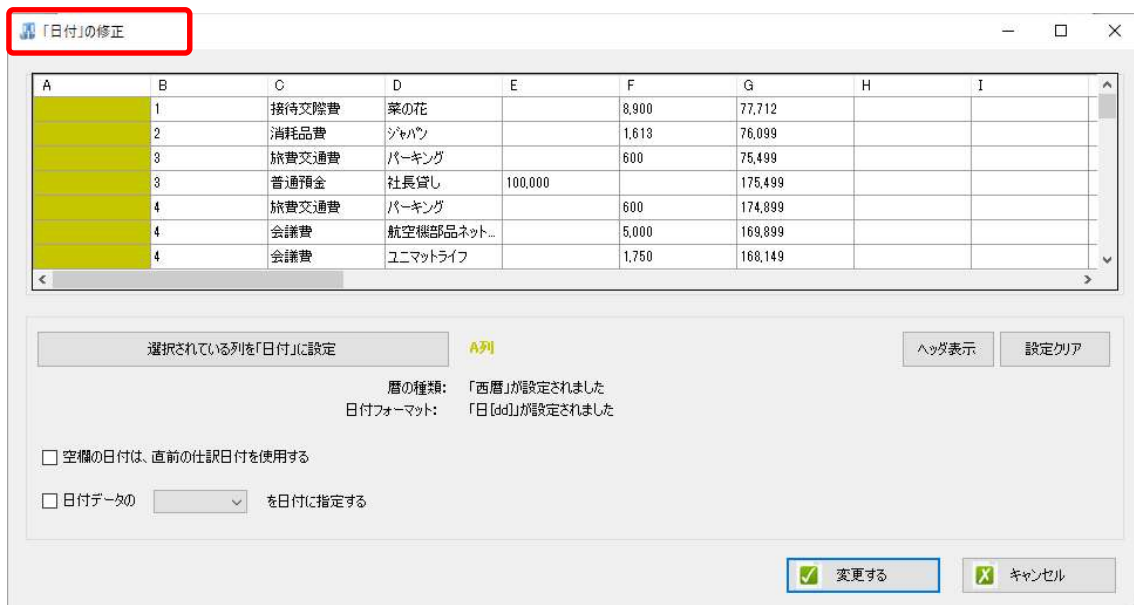 「日付」の修正
A B C D E F G H I
1 接待交際費 菜の花 8,900 77,712
2 消耗品費 ジャパン 1,613 76,099
3 旅費交通費 パーキング 600 75,499
3 普通預金 社長貸し 100,000 175,499
4 旅費交通費 パーキング 600 174,899
4 会議費 航空機部品ネット... 5,000 169,899
4 会議費 ユニマットライフ 1,750 168,149
選択されている列を「日付」に設定 A列 ヘッダ表示 設定クリア
暦の種類: 「西暦」が設定されました
日付フォーマット: 「日[dd]」が設定されました
空欄の日付は、直前の仕訳日付を使用する
日付データの を日付に指定する
変更する キャンセル